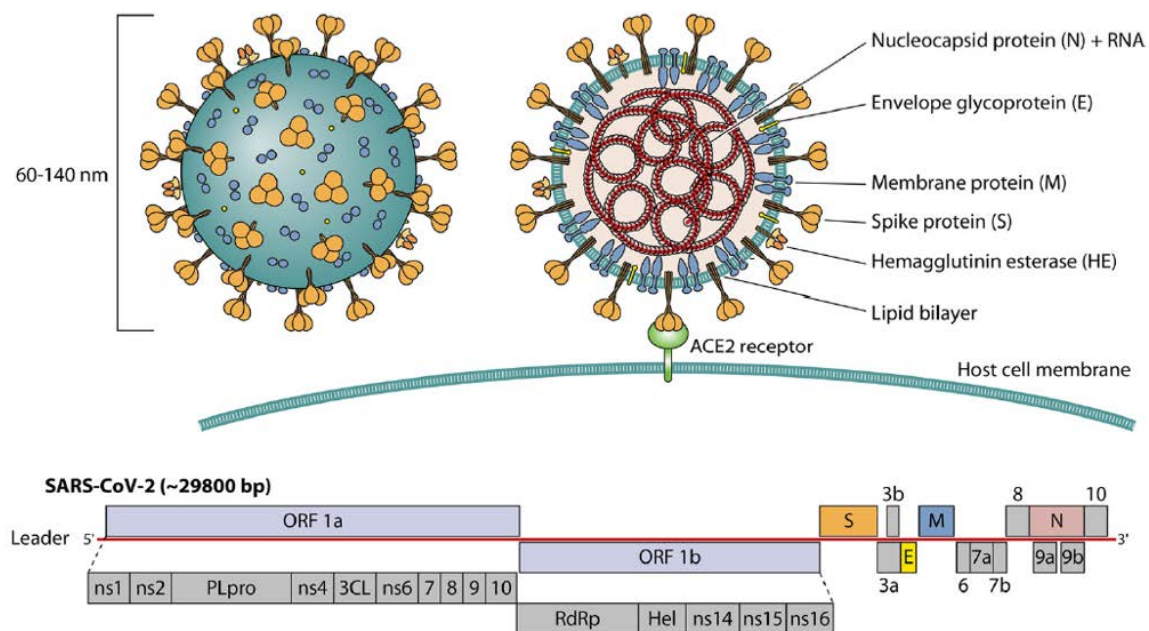 60-140 nm
Nucleocapsid protein (N) + RNA
Envelope glycoprotein (E)
Membrane protein (M)
Spike protein (S)
Hemagglutinin esterase (HE)
Lipid bilayer
ACE2 receptor
Host cell membrane
SARS-CoV-2 (~29800 bp)
3b 8 10
ORF 1a S M N
Leader 5' 3'
ORF 1b E 7a 9a 9b
3a 6 7b
ns1 ns2 PLpro ns4 3CL ns6 7 8 9 10
RdRp Hel ns14 ns15 ns16